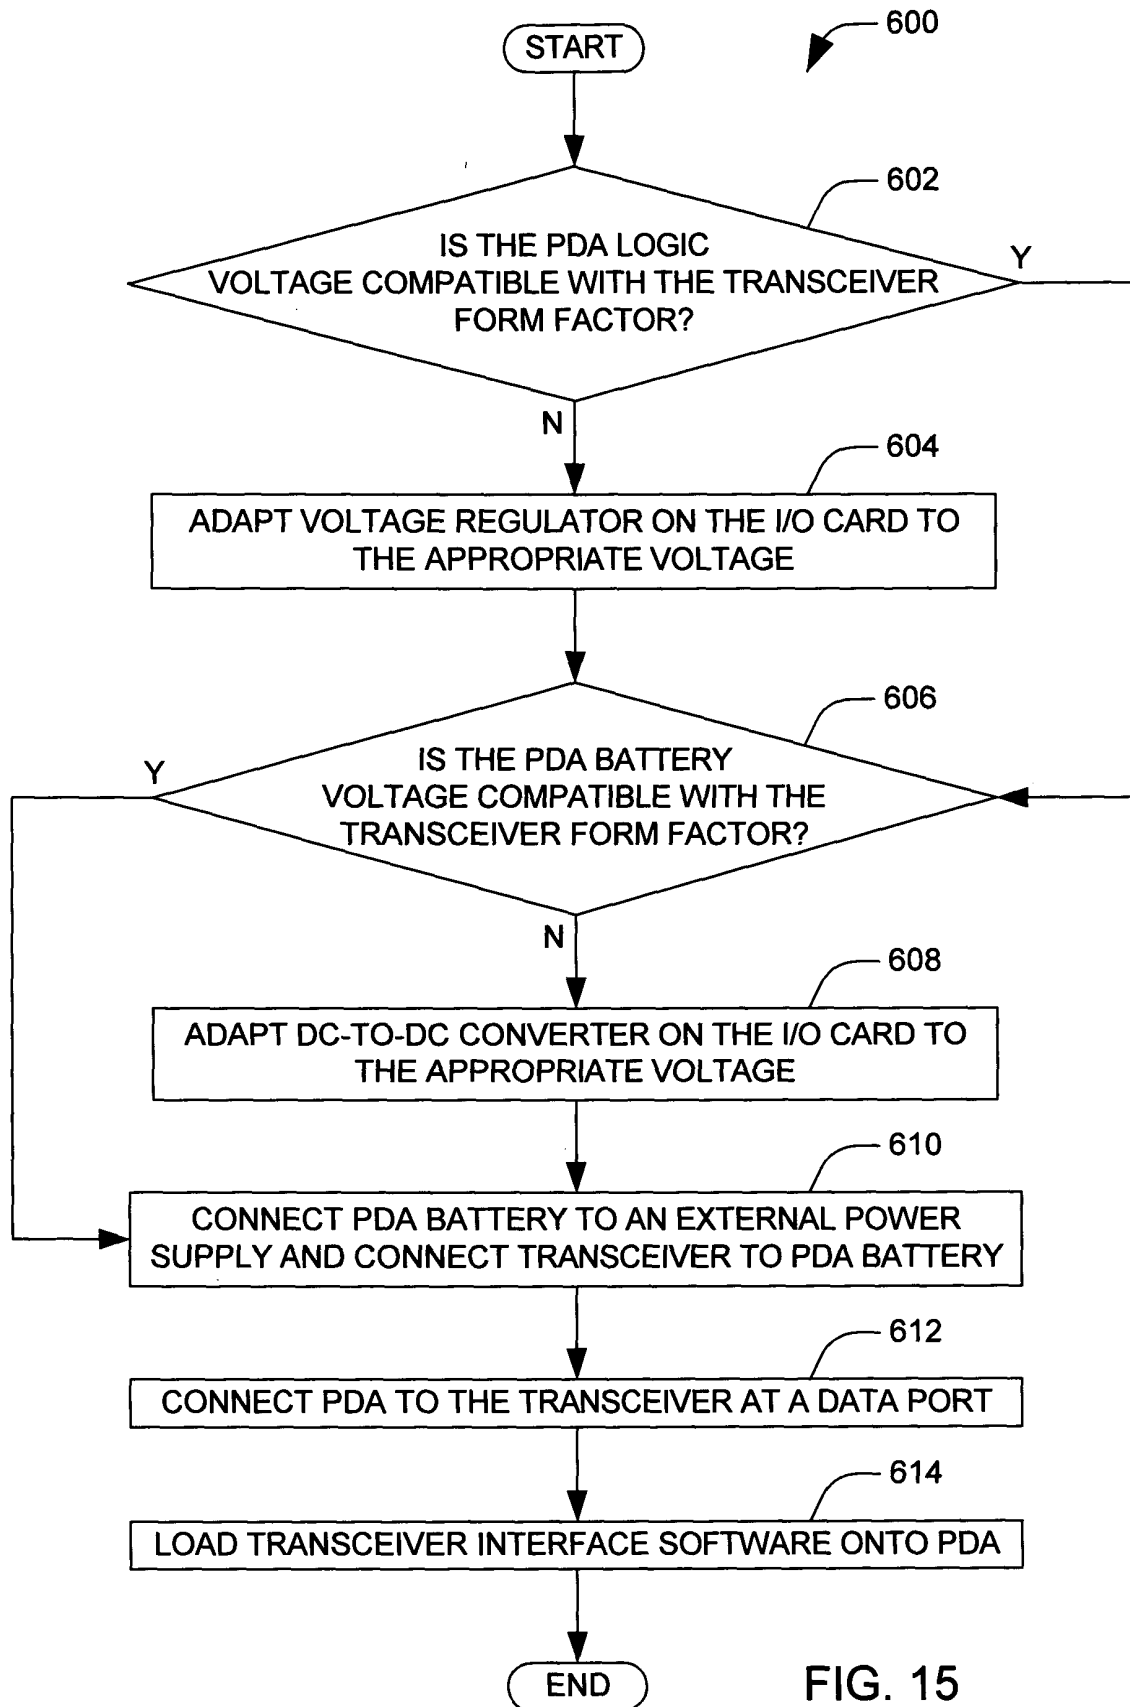 START
600
602
IS THE PDA LOGIC
VOLTAGE COMPATIBLE WITH THE TRANSCEIVER
FORM FACTOR?
Y
N
604
ADAPT VOLTAGE REGULATOR ON THE I/O CARD TO
THE APPROPRIATE VOLTAGE
606
IS THE PDA BATTERY
VOLTAGE COMPATIBLE WITH THE
TRANSCEIVER FORM FACTOR?
Y
N
608
ADAPT DC-TO-DC CONVERTER ON THE I/O CARD TO
THE APPROPRIATE VOLTAGE
610
CONNECT PDA BATTERY TO AN EXTERNAL POWER
SUPPLY AND CONNECT TRANSCEIVER TO PDA BATTERY
612
CONNECT PDA TO THE TRANSCEIVER AT A DATA PORT
614
LOAD TRANSCEIVER INTERFACE SOFTWARE ONTO PDA
END
FIG. 15